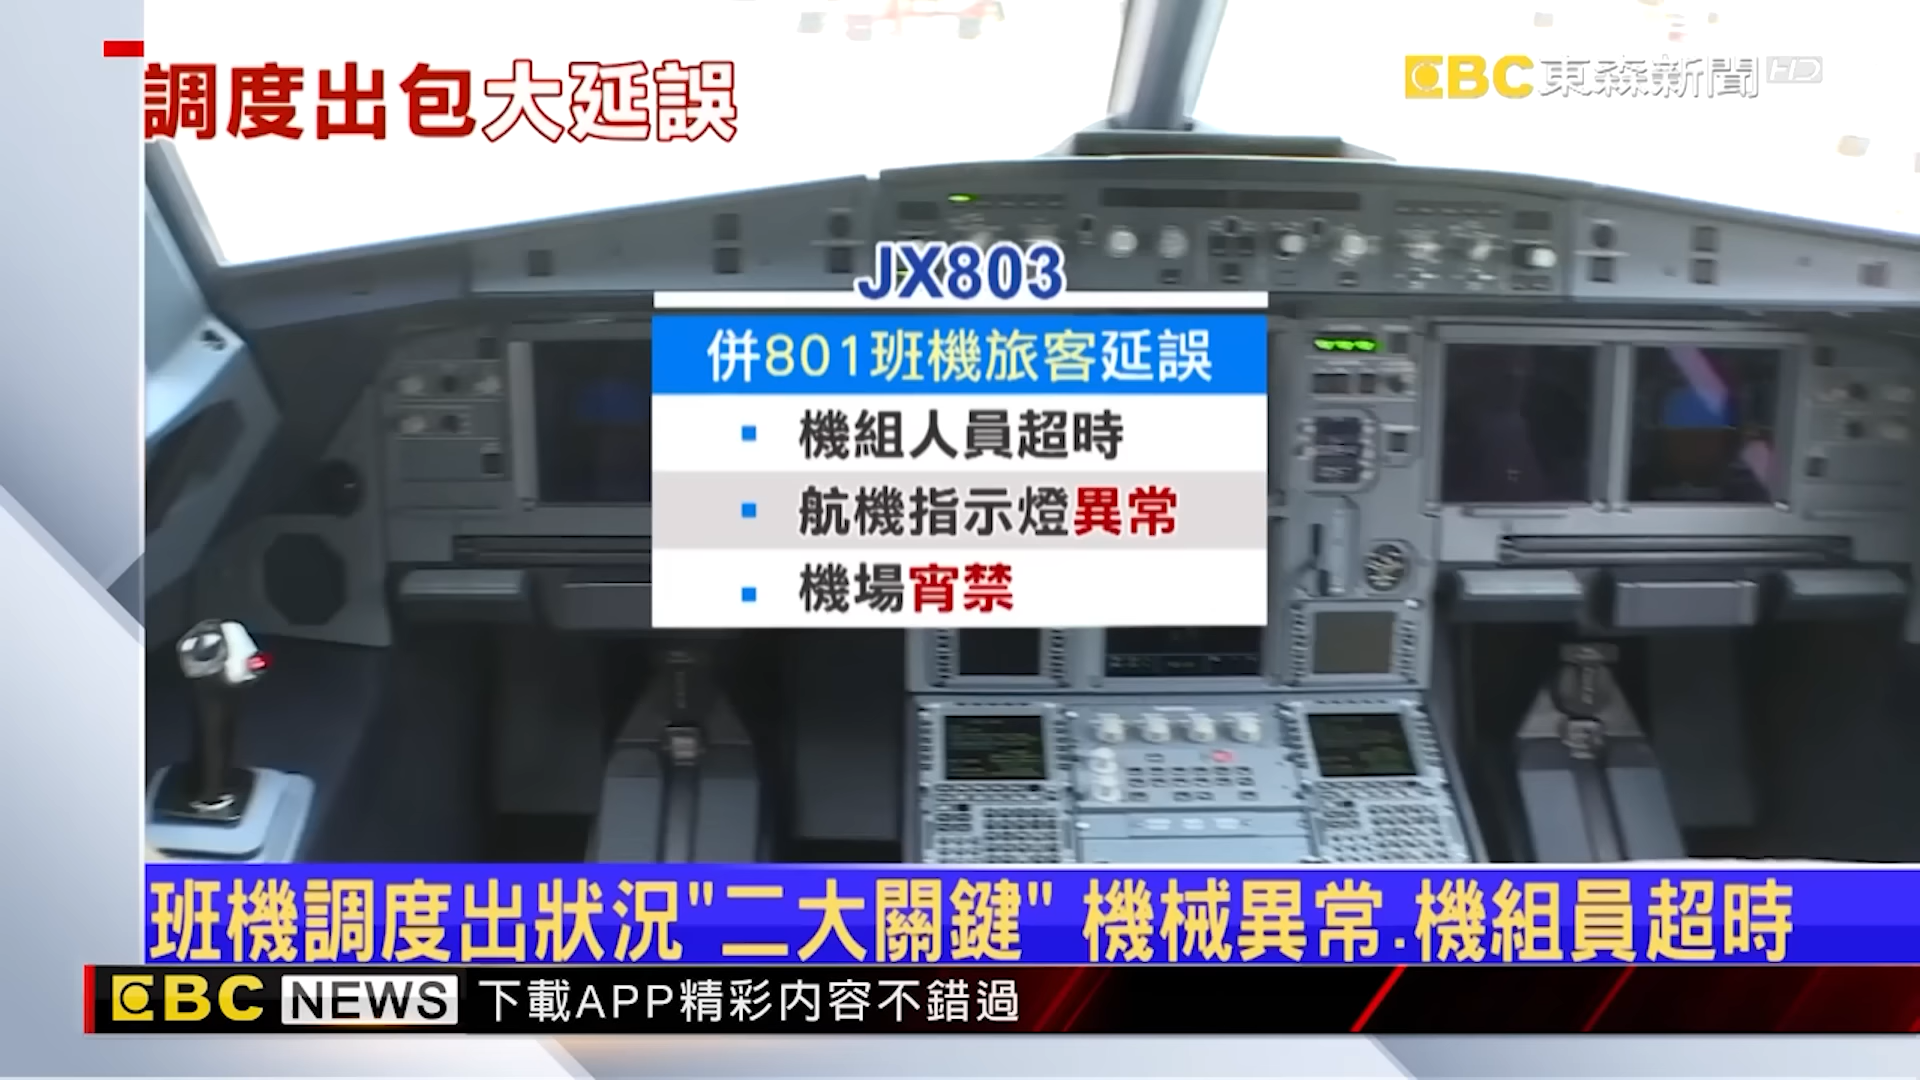 調度出包大延誤
EBC東森新聞HD
JX803
併801班機旅客延誤
▪ 機組人員超時
▪ 航機指示燈異常
▪ 機場宵禁
班機調度出狀況"二大關鍵" 機械異常.機組員超時
EBC NEWS 下載APP精彩内容不錯過